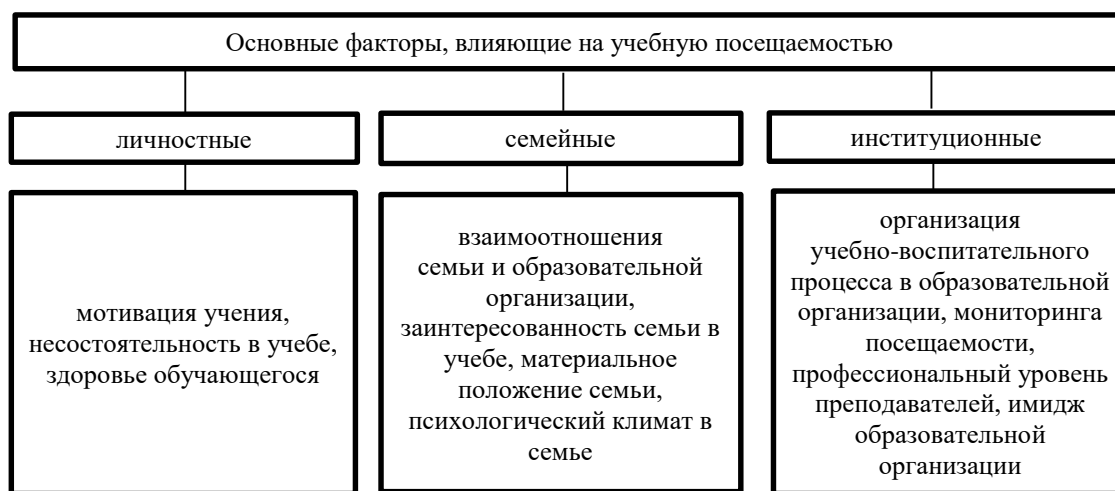 Основные факторы, влияющие на учебную посещаемостью
личностные
семейные
институционные
мотивация учения,
несостоятельность в учебе,
здоровье обучающегося
взаимоотношения
семьи и образовательной
организации,
заинтересованность семьи в
учебе, материальное
положение семьи,
психологический климат в
семье
организация
учебно-воспитательного
процесса в образовательной
организации, мониторинга
посещаемости,
профессиональный уровень
преподавателей, имидж
образовательной
организации